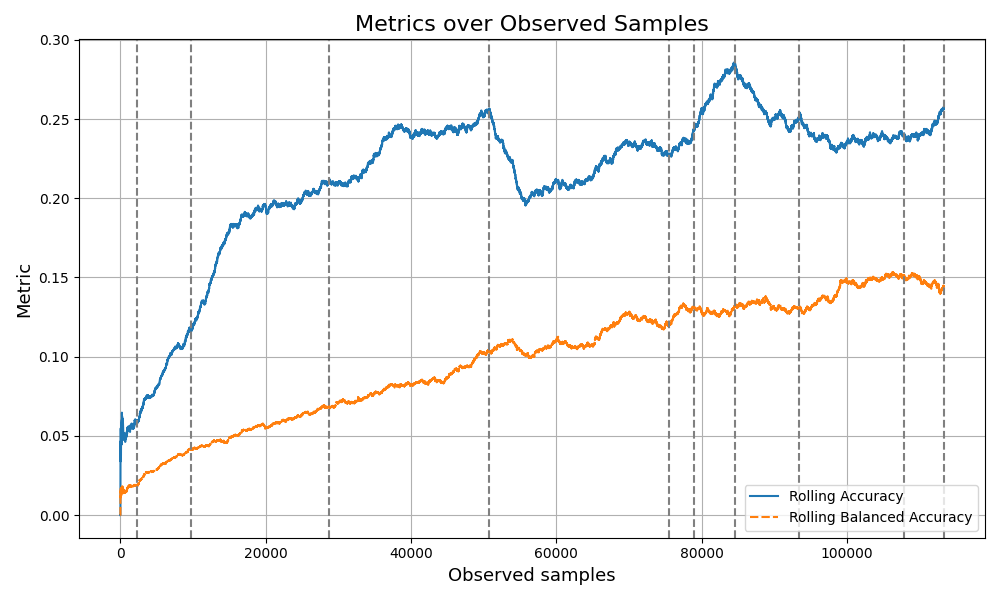 Metrics over Observed Samples
0.30
0.25
0.20
0.15
0.10
0.05
0.00
Metric
0
20000
40000
60000
80000
100000
Observed samples
Rolling Accuracy
Rolling Balanced Accuracy